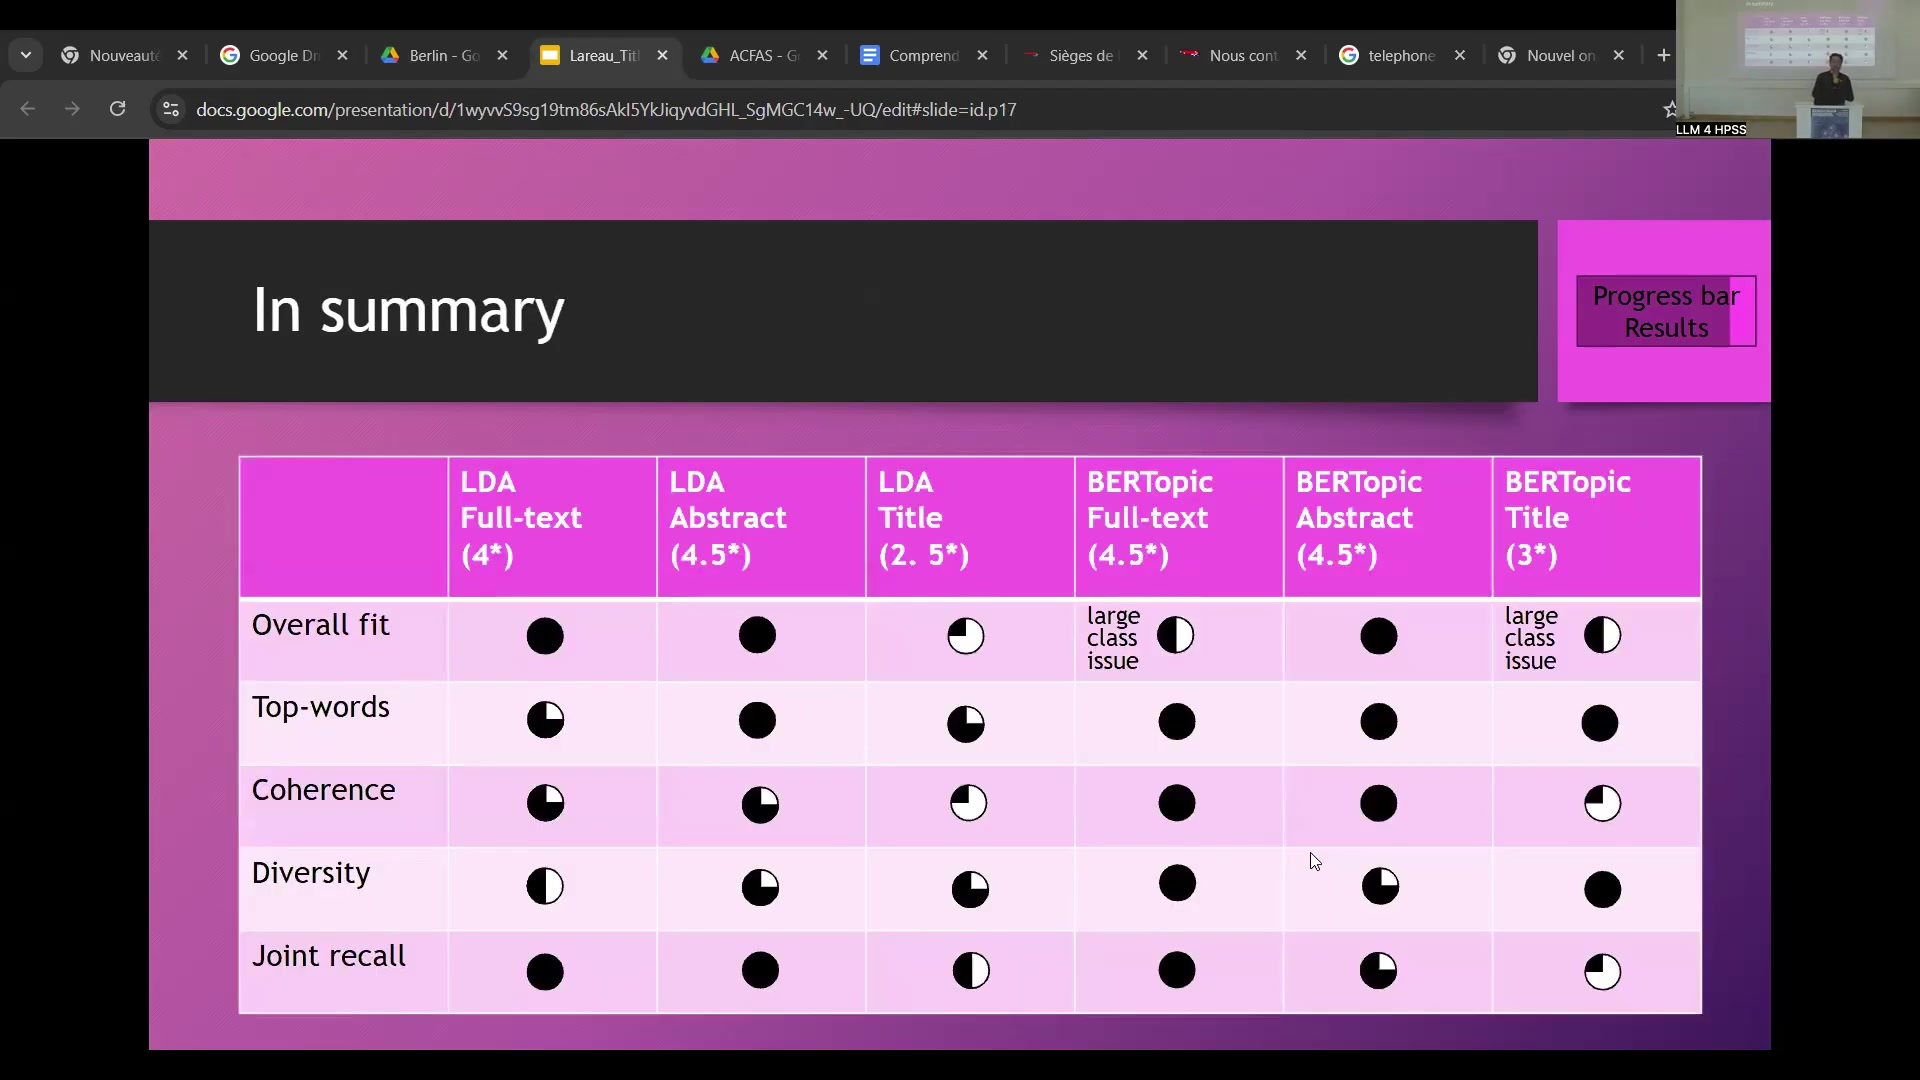 Nouveauté
Google Dri
Berlin - Go
Lareau_Titl
ACFAS - Go
Comprend
Sièges de
Nous cont
telephone
Nouvel on
docs.google.com/presentation/d/1wyvvS9sg19tm86sAkI5YkJiqyvdGHL_SgMGC14w_-UQ/edit#slide=id.p17
LLM 4 HPSS
In summary
Progress bar
Results
LDA
Full-text
(4*)
LDA
Abstract
(4.5*)
LDA
Title
(2. 5*)
BERTopic
Full-text
(4.5*)
BERTopic
Abstract
(4.5*)
BERTopic
Title
(3*)
Overall fit
large
class
issue
large
class
issue
Top-words
Coherence
Diversity
Joint recall